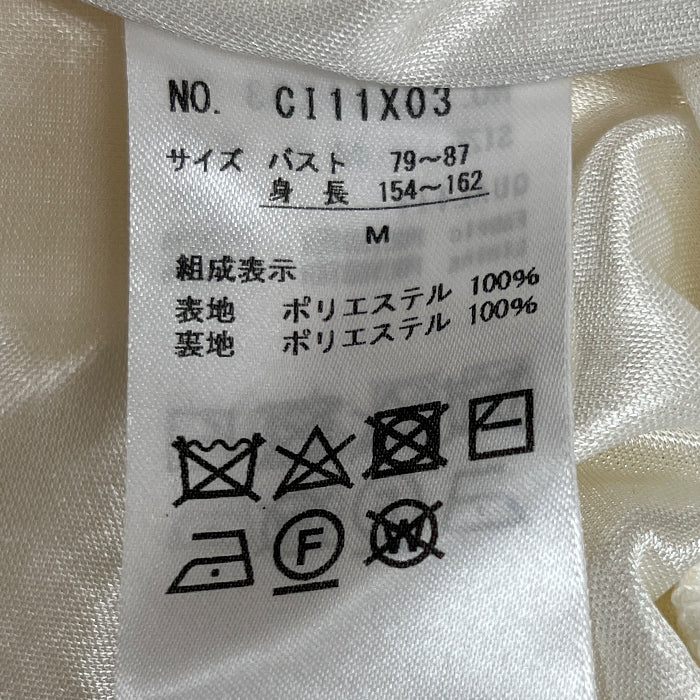 NO. CI11X03
サイズ バスト 79～87
身 長 154～162
M
組成表示
表地 ポリエステル 100%
裏地 ポリエステル 100%
F
W